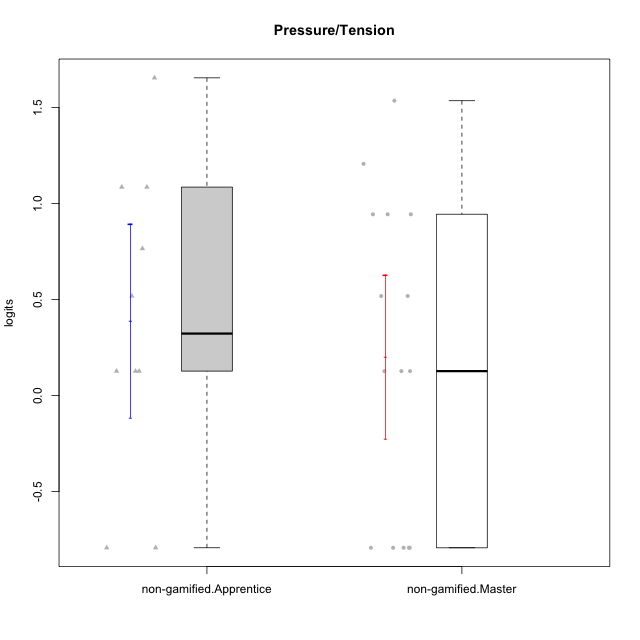 Pressure/Tension
logits
1.5
1.0
0.5
0.0
-0.5
non-gamified.Apprentice
non-gamified.Master